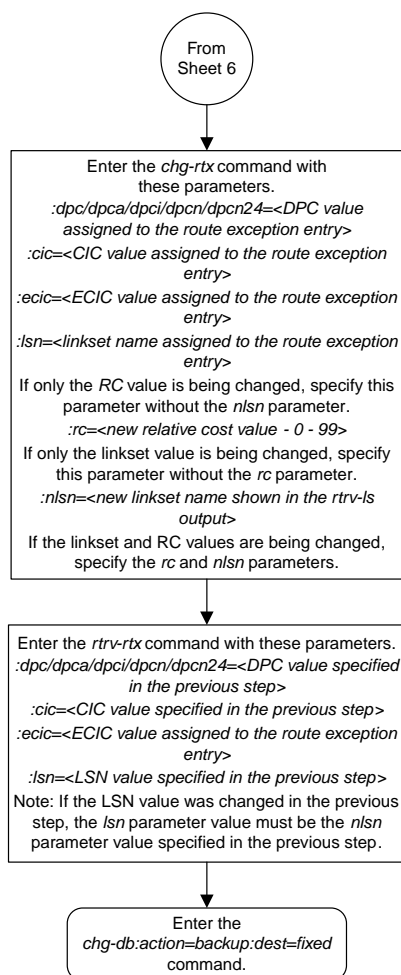 From
Sheet 6
Enter the chg-rtx command with
these parameters.
:dpc/dpca/dpci/dpcn/dpcn24=<DPC value
assigned to the route exception entry>
:cic=<CIC value assigned to the route exception
entry>
:ecic=<ECIC value assigned to the route exception
entry>
:lsn=<linkset name assigned to the route exception
entry>
If only the RC value is being changed, specify this
parameter without the nlsn parameter.
:rc=<new relative cost value - 0 - 99>
If only the linkset value is being changed, specify
this parameter without the rc parameter.
:nlsn=<new linkset name shown in the rtrv-ls
output>
If the linkset and RC values are being changed,
specify the rc and nlsn parameters.
Enter the rtrv-rtx command with these parameters.
:dpc/dpca/dpci/dpcn/dpcn24=<DPC value specified
in the previous step>
:cic=<CIC value specified in the previous step>
:ecic=<ECIC value assigned to the route exception
entry>
:lsn=<LSN value specified in the previous step>
Note: If the LSN value was changed in the previous
step, the lsn parameter value must be the nlsn
parameter value specified in the previous step.
Enter the
chg-db:action=backup:dest=fixed
command.